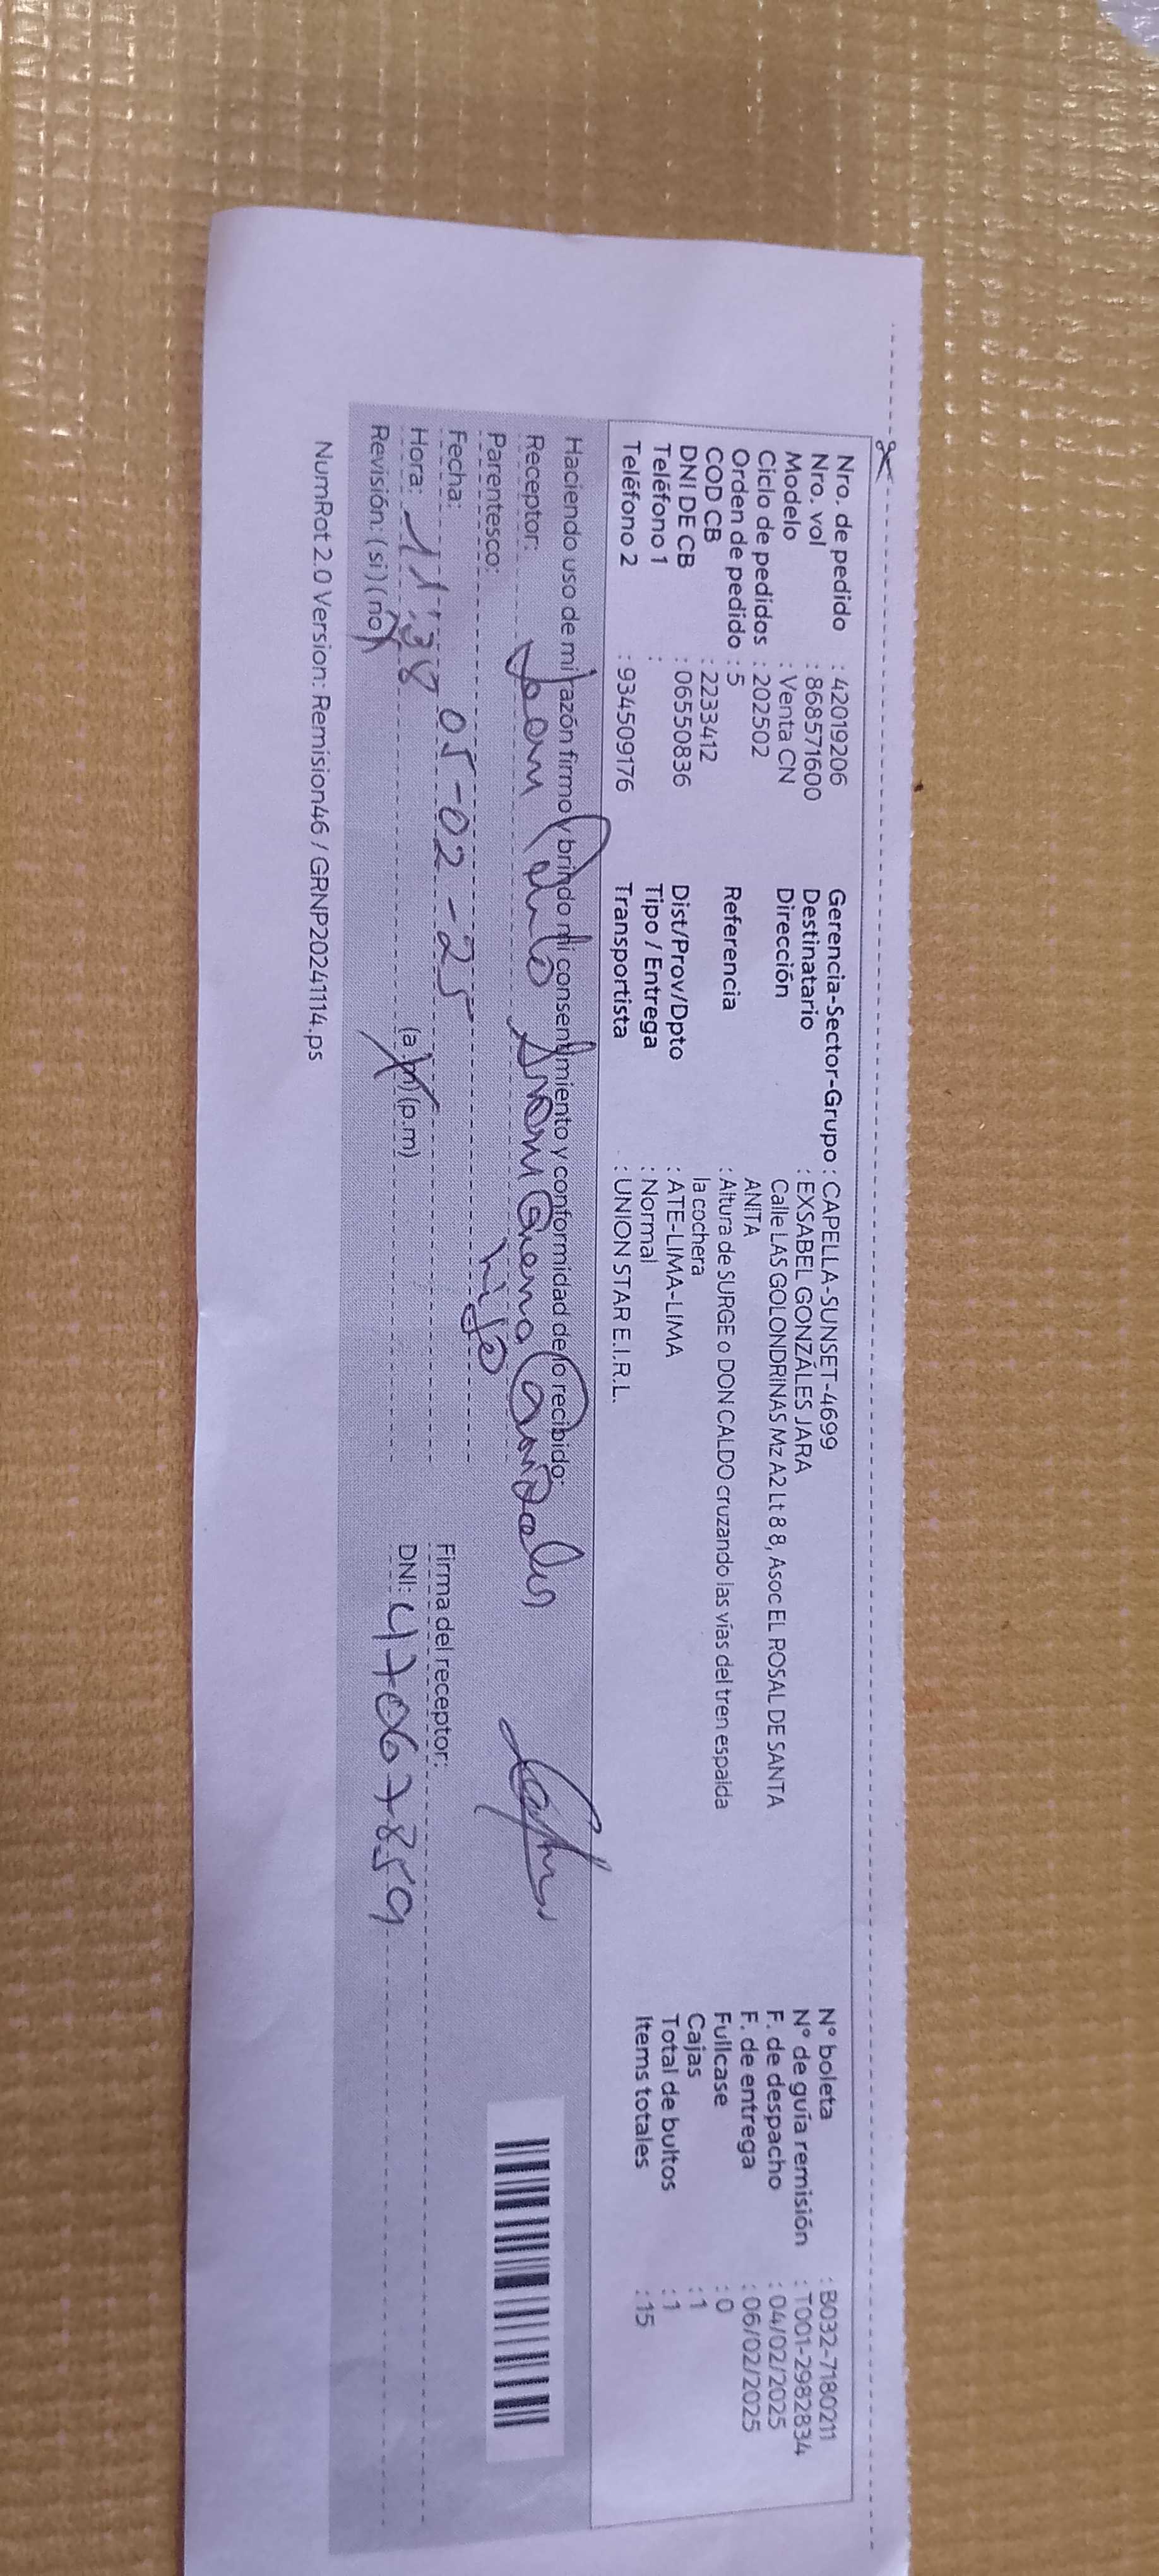 Nro. de pedido : 42019206
Nro. vol : 868571600
Modelo : Venta CN
Ciclo de pedidos : 202502
Orden de pedido : 5
COD CB : 2233412
DNI DE CB : 06550836
Teléfono 1 :
Teléfono 2 : 934509176
Gerencia-Sector-Grupo : CAPELLA-SUNSET-4699
Destinatario : EXSABEL GONZÁLES JARA
Dirección Calle LAS GOLONDRINAS Mz A2 Lt 8 8, Asoc EL ROSAL DE SANTA
ANITA
Referencia : Altura de SURGE o DON CALDO cruzando las vías del tren espalda
la cochera
Dist/Prov/Dpto : ATE-LIMA-LIMA
Tipo / Entrega : Normal
Transportista : UNION STAR E.I.R.L.
N° boleta : B032-7180211
N° de guía remisión : T001-2982834
F. de despacho : 04/02/2025
F. de entrega : 06/02/2025
Fullcase : 0
Cajas : 1
Total de bultos : 1
Items totales : 15
Haciendo uso de mi razón firmo y brindo mi consentimiento y conformidad de lo recibido:
Receptor:
Parentesco: hijo
Fecha: 05-02-25
Hora: 11:38 (a.m) (p.m)
Revisión: (si) (no)
Firma del receptor:
DNI: 47067859
NumRot 2.0 Version: Remision46 / GRNP20241114.ps